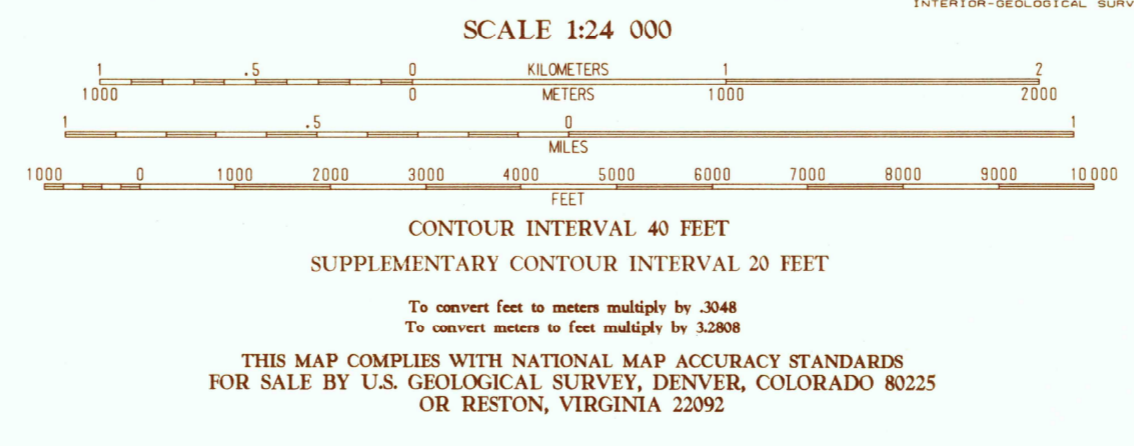 INTERIOR-GEOLOGICAL SURV
SCALE 1:24 000
1 .5 0 KILOMETERS 1 2
1000 0 METERS 1000 2000
1 .5 0 1
MILES
1000 0 1000 2000 3000 4000 5000 6000 7000 8000 9000 10 000
FEET
CONTOUR INTERVAL 40 FEET
SUPPLEMENTARY CONTOUR INTERVAL 20 FEET
To convert feet to meters multiply by .3048
To convert meters to feet multiply by 3.2808
THIS MAP COMPLIES WITH NATIONAL MAP ACCURACY STANDARDS
FOR SALE BY U.S. GEOLOGICAL SURVEY, DENVER, COLORADO 80225
OR RESTON, VIRGINIA 22092